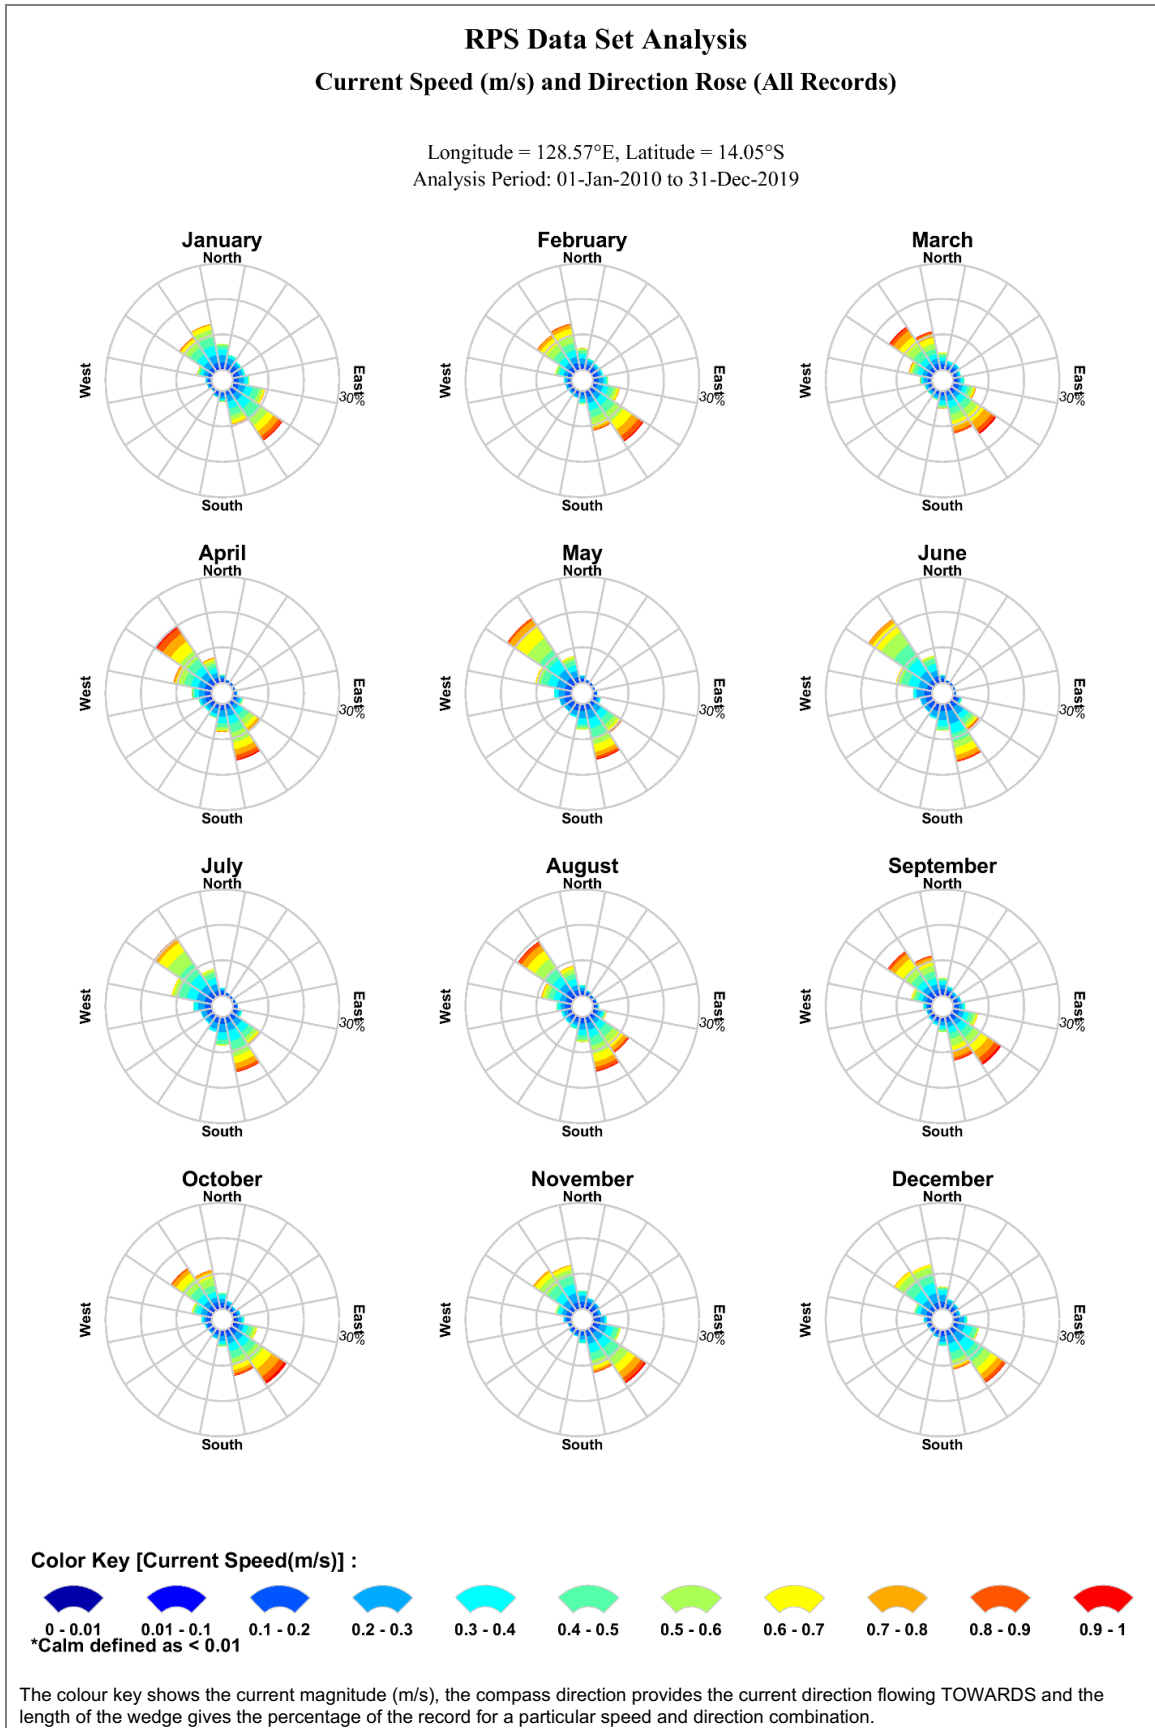 RPS Data Set Analysis
Current Speed (m/s) and Direction Rose (All Records)
Longitude = 128.57°E, Latitude = 14.05°S
Analysis Period: 01-Jan-2010 to 31-Dec-2019
January
North
West
East
30%
South
February
North
West
East
30%
South
March
North
West
East
30%
South
April
North
West
East
30%
South
May
North
West
East
30%
South
June
North
West
East
30%
South
July
North
West
East
30%
South
August
North
West
East
30%
South
September
North
West
East
30%
South
October
North
West
East
30%
South
November
North
West
East
30%
South
December
North
West
East
30%
South
Color Key [Current Speed(m/s)] :
0 - 0.01 0.01 - 0.1 0.1 - 0.2 0.2 - 0.3 0.3 - 0.4 0.4 - 0.5 0.5 - 0.6 0.6 - 0.7 0.7 - 0.8 0.8 - 0.9 0.9 - 1
*Calm defined as < 0.01
The colour key shows the current magnitude (m/s), the compass direction provides the current direction flowing TOWARDS and the
length of the wedge gives the percentage of the record for a particular speed and direction combination.